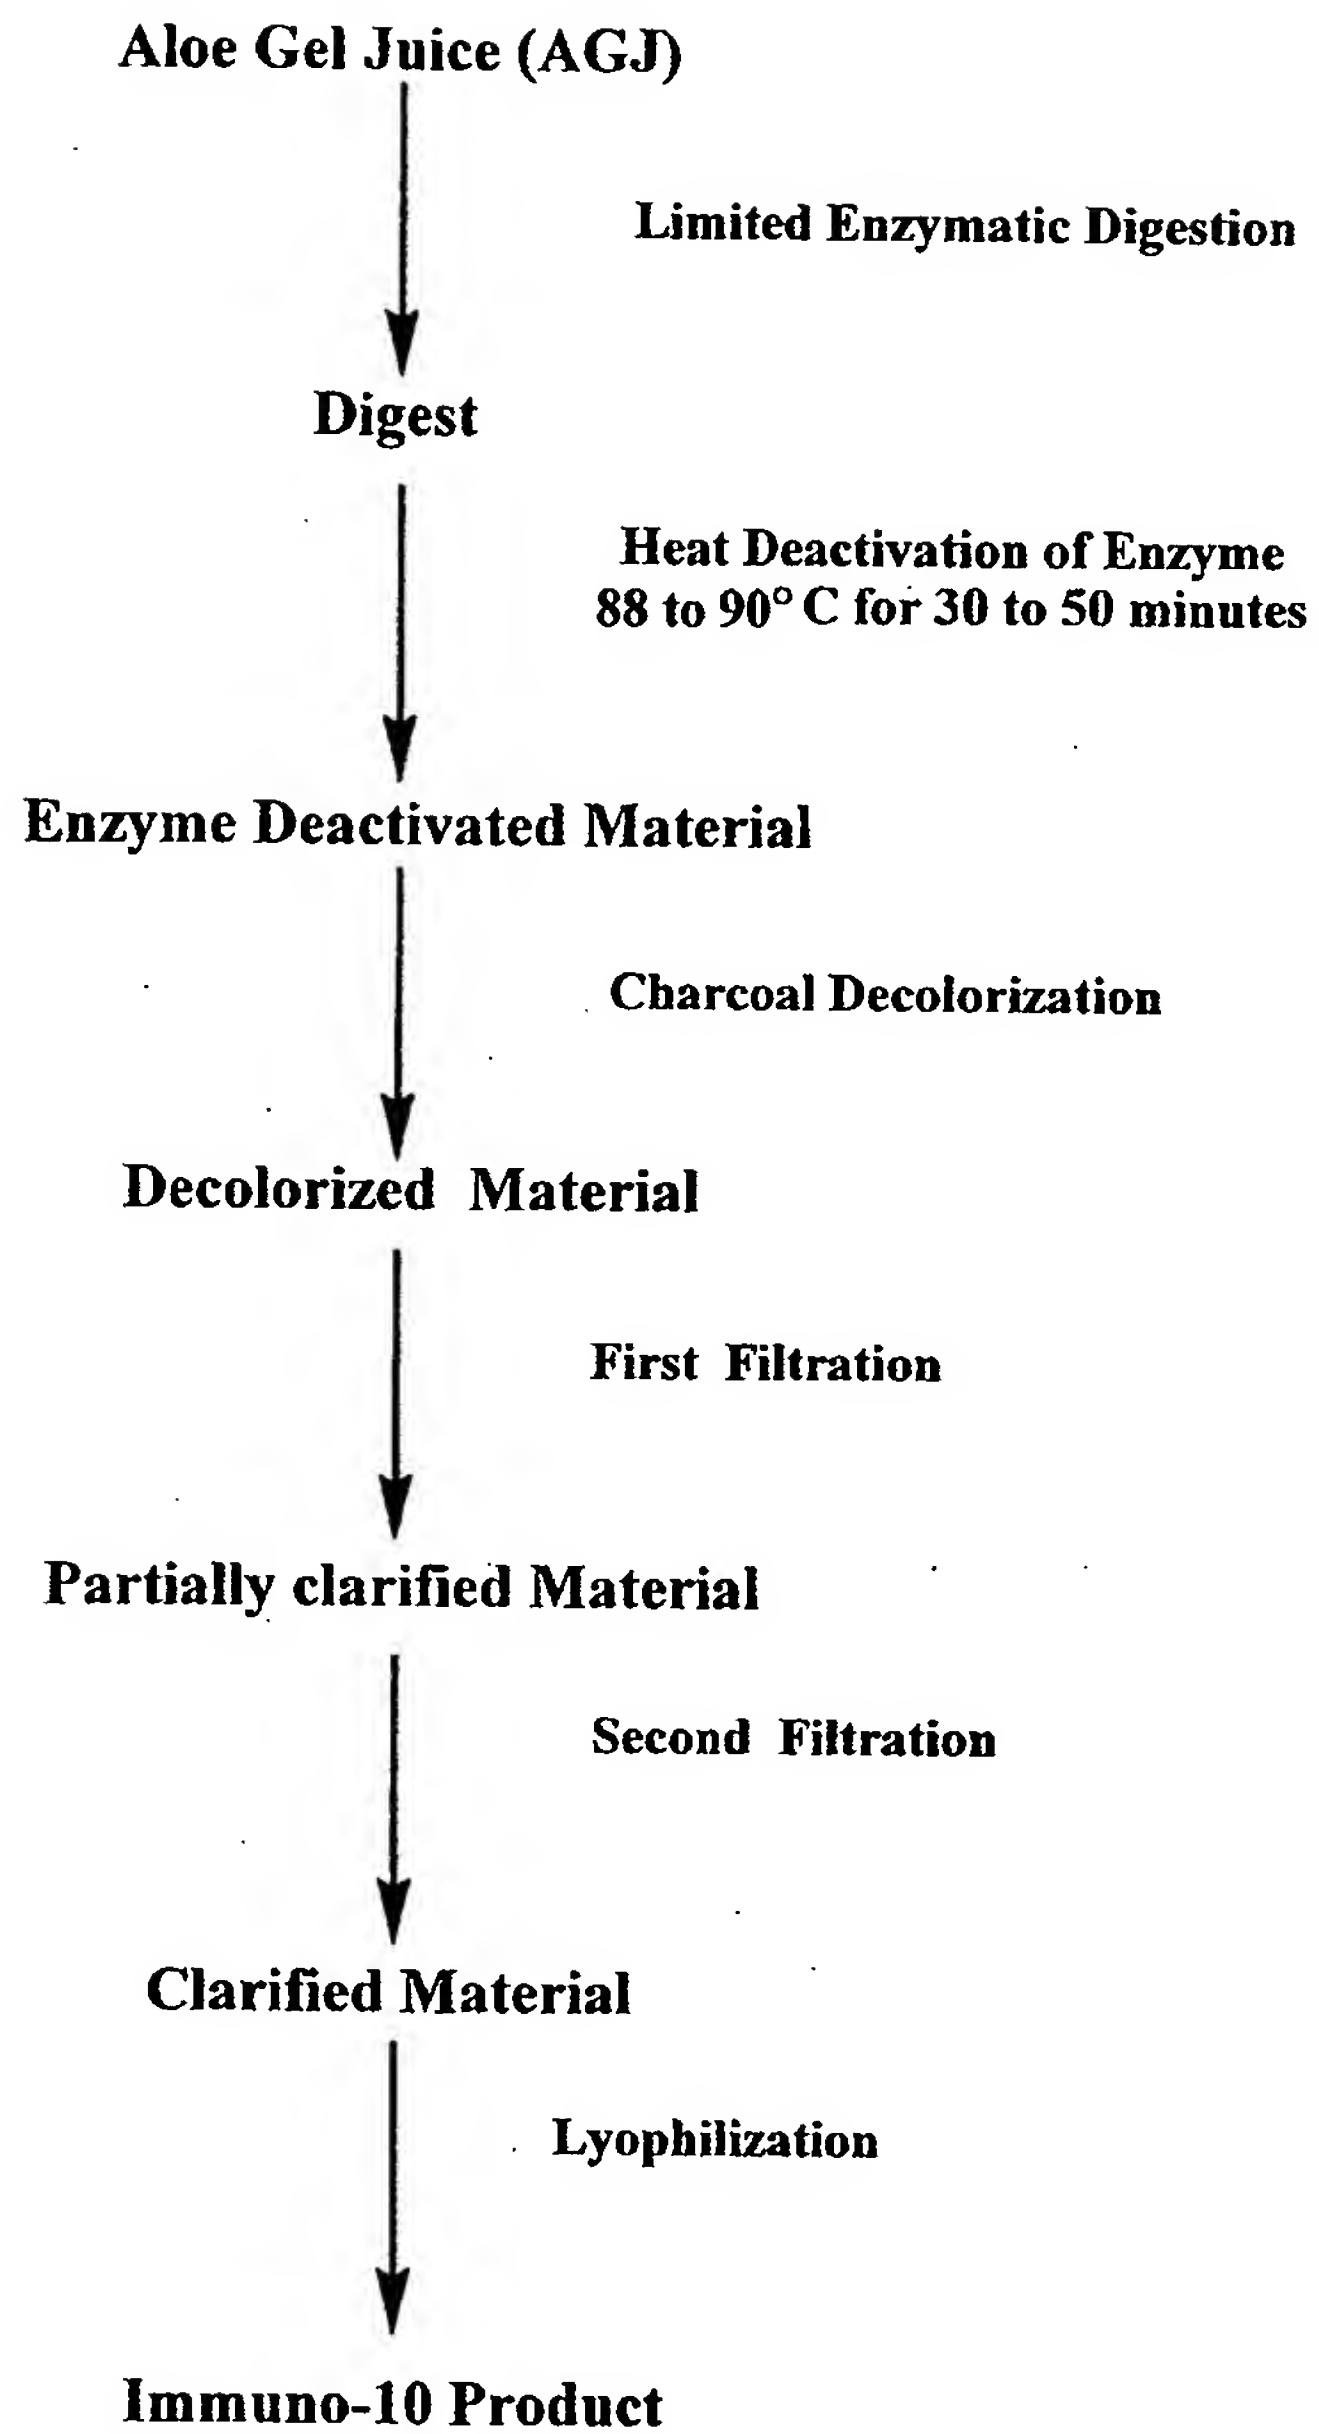 Aloe Gel Juice (AGJ)
Limited Enzymatic Digestion
Digest
Heat Deactivation of Enzyme
88 to 90° C for 30 to 50 minutes
Enzyme Deactivated Material
Charcoal Decolorization
Decolorized Material
First Filtration
Partially clarified Material
Second Filtration
Clarified Material
Lyophilization
Immuno-10 Product